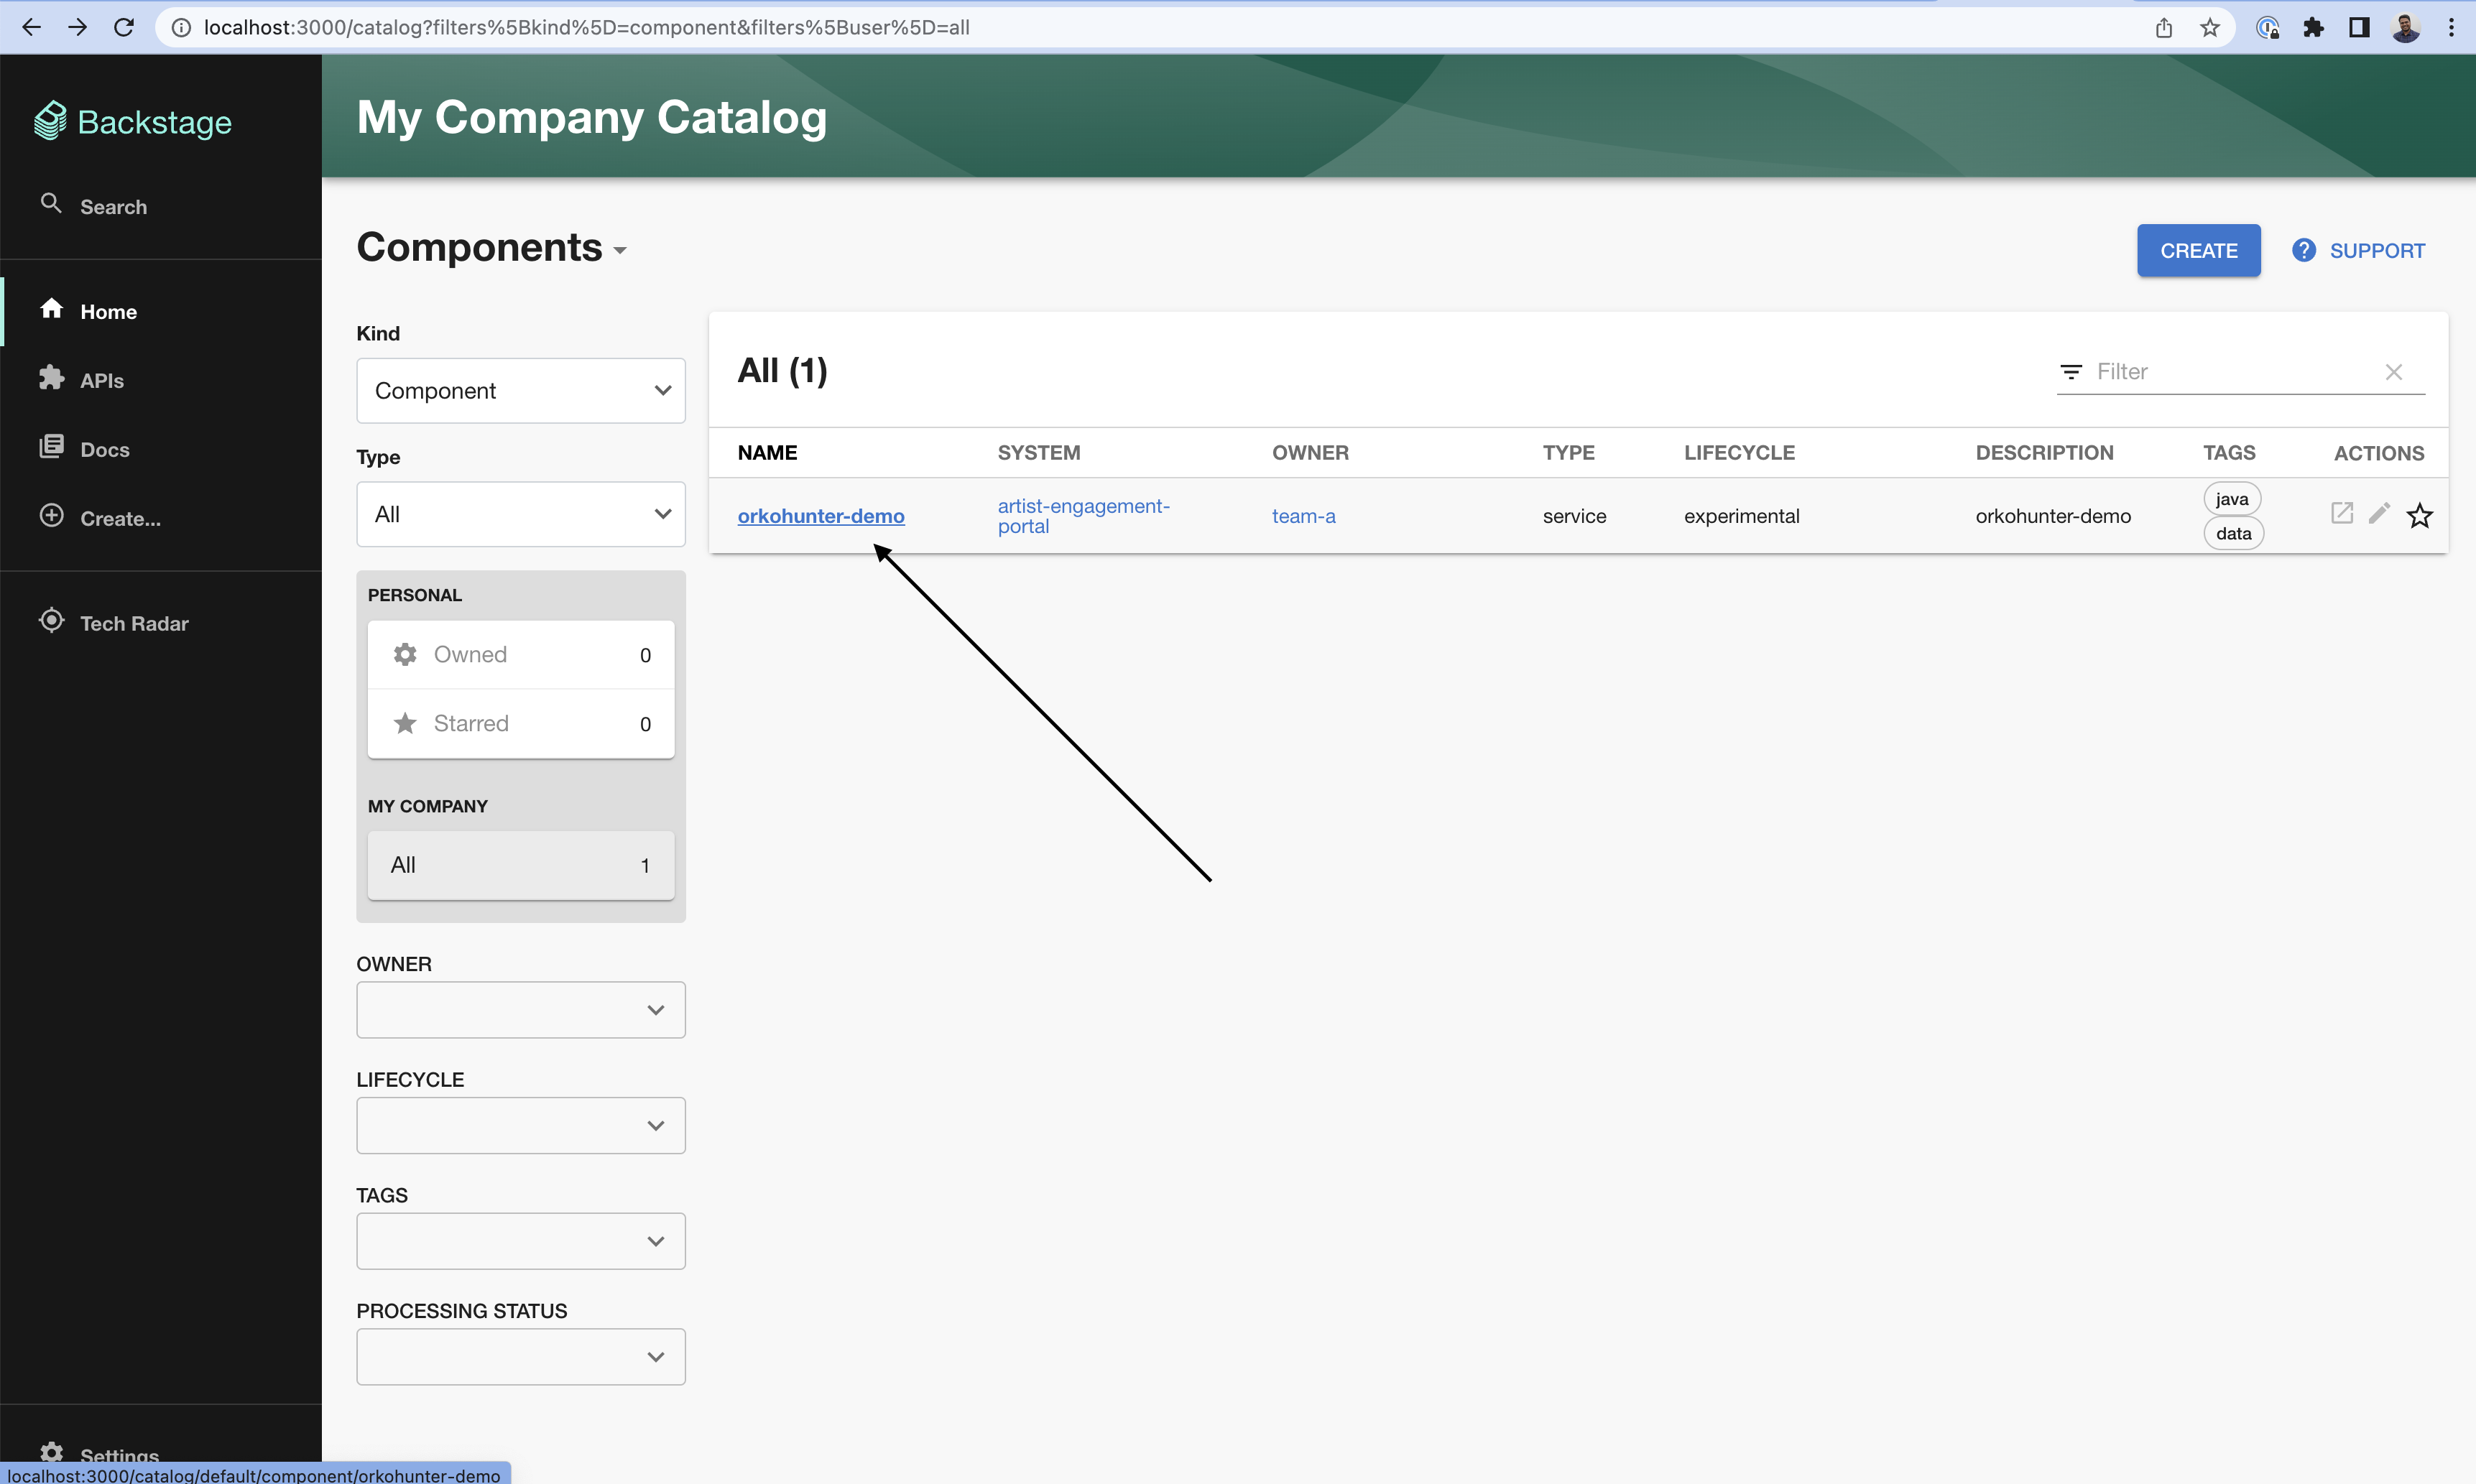 localhost:3000/catalog?filters%5Bkind%5D=component&filters%5Buser%5D=all
Backstage
Search
Home
APIs
Docs
Create...
Tech Radar
Settings
My Company Catalog
Components
CREATE
SUPPORT
Kind
Component
Type
All
PERSONAL
Owned 0
Starred 0
MY COMPANY
All 1
OWNER
LIFECYCLE
TAGS
PROCESSING STATUS
All (1)
Filter
NAME SYSTEM OWNER TYPE LIFECYCLE DESCRIPTION TAGS ACTIONS
orkohunter-demo artist-engagement-portal team-a service experimental orkohunter-demo java data
localhost:3000/catalog/default/component/orkohunter-demo